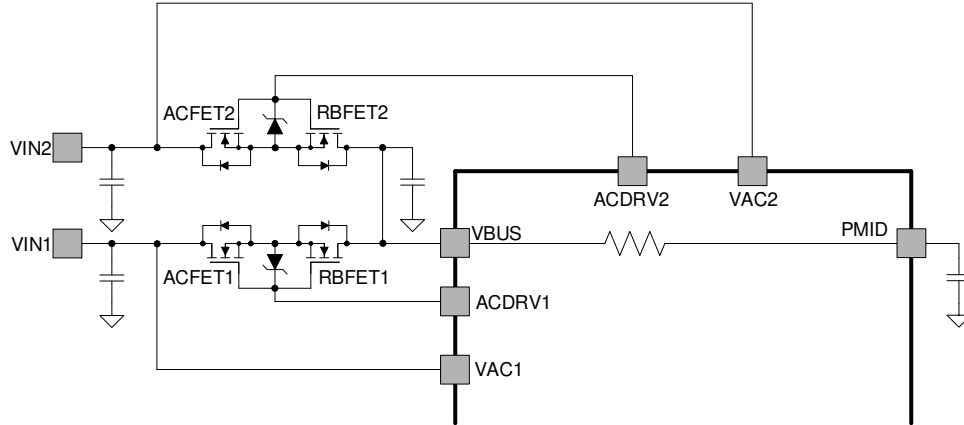 ACFET2
RBFET2
VIN2
ACDRV2
VAC2
VIN1
VBUS
PMID
ACFET1
RBFET1
ACDRV1
VAC1